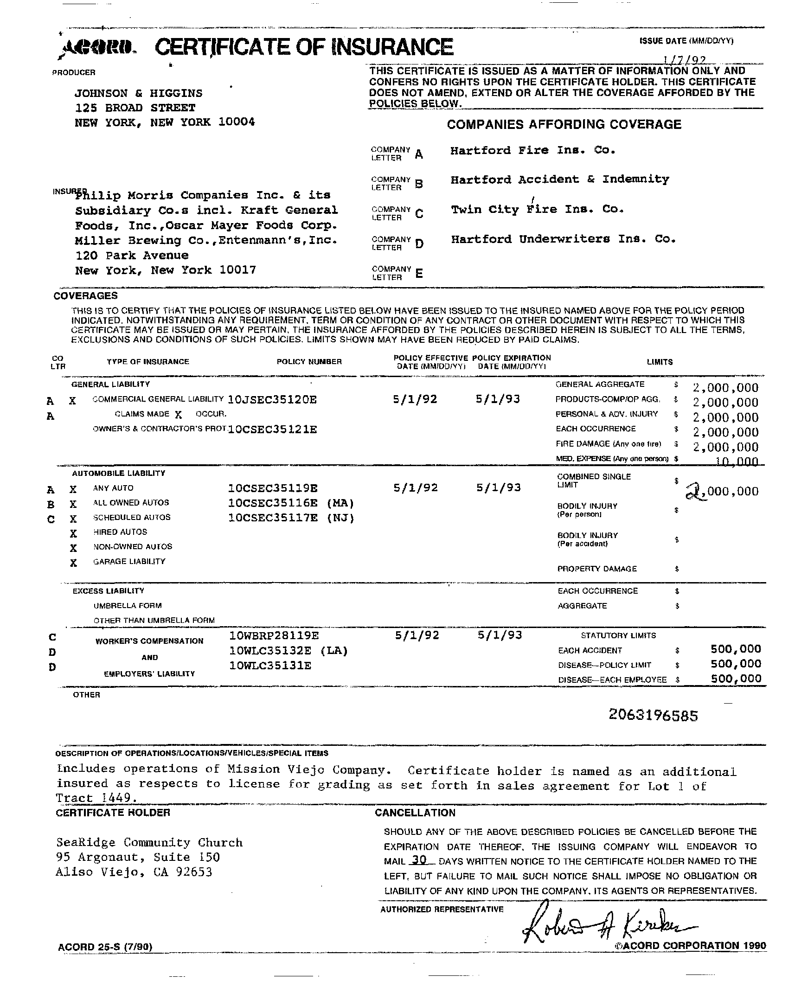 ACORD. CERTIFICATE OF INSURANCE
ISSUE DATE (MM/DD/YY)
1/7/92
PRODUCER
JOHNSON & HIGGINS
125 BROAD STREET
NEW YORK, NEW YORK 10004
THIS CERTIFICATE IS ISSUED AS A MATTER OF INFORMATION ONLY AND
CONFERS NO RIGHTS UPON THE CERTIFICATE HOLDER. THIS CERTIFICATE
DOES NOT AMEND, EXTEND OR ALTER THE COVERAGE AFFORDED BY THE
POLICIES BELOW.
COMPANIES AFFORDING COVERAGE
COMPANY LETTER A Hartford Fire Ins. Co.
COMPANY LETTER B Hartford Accident & Indemnity
COMPANY LETTER C Twin City Fire Ins. Co.
COMPANY LETTER D Hartford Underwriters Ins. Co.
COMPANY LETTER E
INSURED
Philip Morris Companies Inc. & its
Subsidiary Co.s incl. Kraft General
Foods, Inc.,Oscar Mayer Foods Corp.
Miller Brewing Co.,Entenmann's,Inc.
120 Park Avenue
New York, New York 10017
COVERAGES
THIS IS TO CERTIFY THAT THE POLICIES OF INSURANCE LISTED BELOW HAVE BEEN ISSUED TO THE INSURED NAMED ABOVE FOR THE POLICY PERIOD
INDICATED, NOTWITHSTANDING ANY REQUIREMENT, TERM OR CONDITION OF ANY CONTRACT OR OTHER DOCUMENT WITH RESPECT TO WHICH THIS
CERTIFICATE MAY BE ISSUED OR MAY PERTAIN, THE INSURANCE AFFORDED BY THE POLICIES DESCRIBED HEREIN IS SUBJECT TO ALL THE TERMS,
EXCLUSIONS AND CONDITIONS OF SUCH POLICIES. LIMITS SHOWN MAY HAVE BEEN REDUCED BY PAID CLAIMS.
CO LTR TYPE OF INSURANCE POLICY NUMBER POLICY EFFECTIVE DATE (MM/DD/YY) POLICY EXPIRATION DATE (MM/DD/YY) LIMITS
GENERAL LIABILITY GENERAL AGGREGATE $ 2,000,000
A X COMMERCIAL GENERAL LIABILITY 10JSEC35120E 5/1/92 5/1/93 PRODUCTS-COMP/OP AGG. $ 2,000,000
A CLAIMS MADE X OCCUR. PERSONAL & ADV. INJURY $ 2,000,000
OWNER'S & CONTRACTOR'S PROT 10CSEC35121E EACH OCCURRENCE $ 2,000,000
FIRE DAMAGE (Any one fire) $ 2,000,000
MED. EXPENSE (Any one person) $ 10,000
AUTOMOBILE LIABILITY COMBINED SINGLE LIMIT $ 2,000,000
A X ANY AUTO 10CSEC35119E 5/1/92 5/1/93
B X ALL OWNED AUTOS 10CSEC35116E (MA) BODILY INJURY (Per person) $
C X SCHEDULED AUTOS 10CSEC35117E (NJ)
X HIRED AUTOS BODILY INJURY (Per accident) $
X NON-OWNED AUTOS
X GARAGE LIABILITY PROPERTY DAMAGE $
EXCESS LIABILITY EACH OCCURRENCE $
UMBRELLA FORM AGGREGATE $
OTHER THAN UMBRELLA FORM
C WORKER'S COMPENSATION 10WBRP28119E 5/1/92 5/1/93 STATUTORY LIMITS
D AND 10WLC35132E (LA) EACH ACCIDENT $ 500,000
D EMPLOYERS' LIABILITY 10WLC35131E DISEASE—POLICY LIMIT $ 500,000
DISEASE—EACH EMPLOYEE $ 500,000
OTHER
2063196585
DESCRIPTION OF OPERATIONS/LOCATIONS/VEHICLES/SPECIAL ITEMS
Includes operations of Mission Viejo Company. Certificate holder is named as an additional
insured as respects to license for grading as set forth in sales agreement for Lot 1 of
Tract 1449.
CERTIFICATE HOLDER
SeaRidge Community Church
95 Argonaut, Suite 150
Aliso Viejo, CA 92653
CANCELLATION
SHOULD ANY OF THE ABOVE DESCRIBED POLICIES BE CANCELLED BEFORE THE
EXPIRATION DATE THEREOF, THE ISSUING COMPANY WILL ENDEAVOR TO
MAIL 30 DAYS WRITTEN NOTICE TO THE CERTIFICATE HOLDER NAMED TO THE
LEFT, BUT FAILURE TO MAIL SUCH NOTICE SHALL IMPOSE NO OBLIGATION OR
LIABILITY OF ANY KIND UPON THE COMPANY, ITS AGENTS OR REPRESENTATIVES.
AUTHORIZED REPRESENTATIVE
Robert A
ACORD 25-S (7/90)
©ACORD CORPORATION 1990